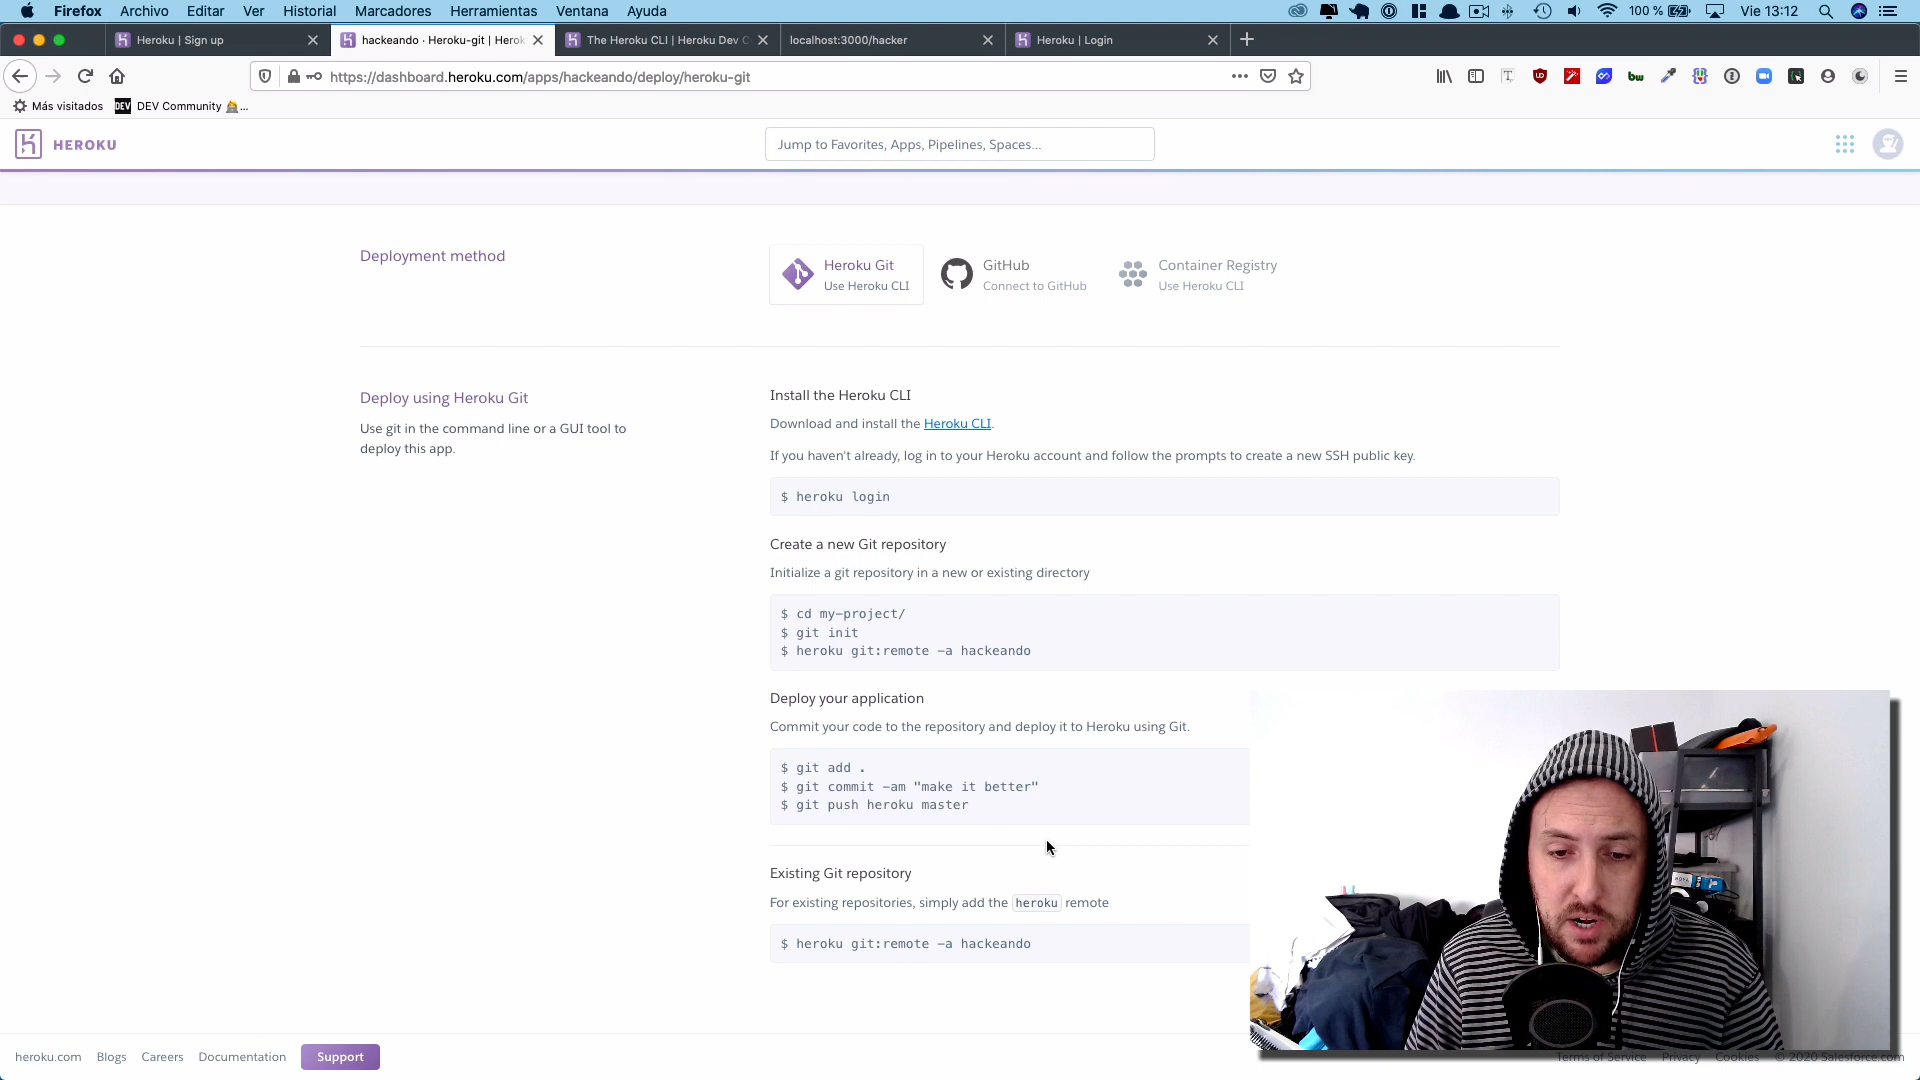 Firefox Archivo Editar Ver Historial Marcadores Herramientas Ventana Ayuda 100 % Vie 13:12
Heroku | Sign up
hackeando · Heroku-git | Herok
The Heroku CLI | Heroku Dev C
localhost:3000/hacker
Heroku | Login
https://dashboard.heroku.com/apps/hackeando/deploy/heroku-git
Más visitados DEV DEV Community ...
HEROKU
Jump to Favorites, Apps, Pipelines, Spaces...
Deployment method
Heroku Git
Use Heroku CLI
GitHub
Connect to GitHub
Container Registry
Use Heroku CLI
Deploy using Heroku Git
Use git in the command line or a GUI tool to
deploy this app.
Install the Heroku CLI
Download and install the Heroku CLI.
If you haven't already, log in to your Heroku account and follow the prompts to create a new SSH public key.
$ heroku login
Create a new Git repository
Initialize a git repository in a new or existing directory
$ cd my-project/
$ git init
$ heroku git:remote -a hackeando
Deploy your application
Commit your code to the repository and deploy it to Heroku using Git.
$ git add .
$ git commit -am "make it better"
$ git push heroku master
Existing Git repository
For existing repositories, simply add the heroku remote
$ heroku git:remote -a hackeando
heroku.com Blogs Careers Documentation Support
Terms of Service Privacy Cookies © 2020 Salesforce.com